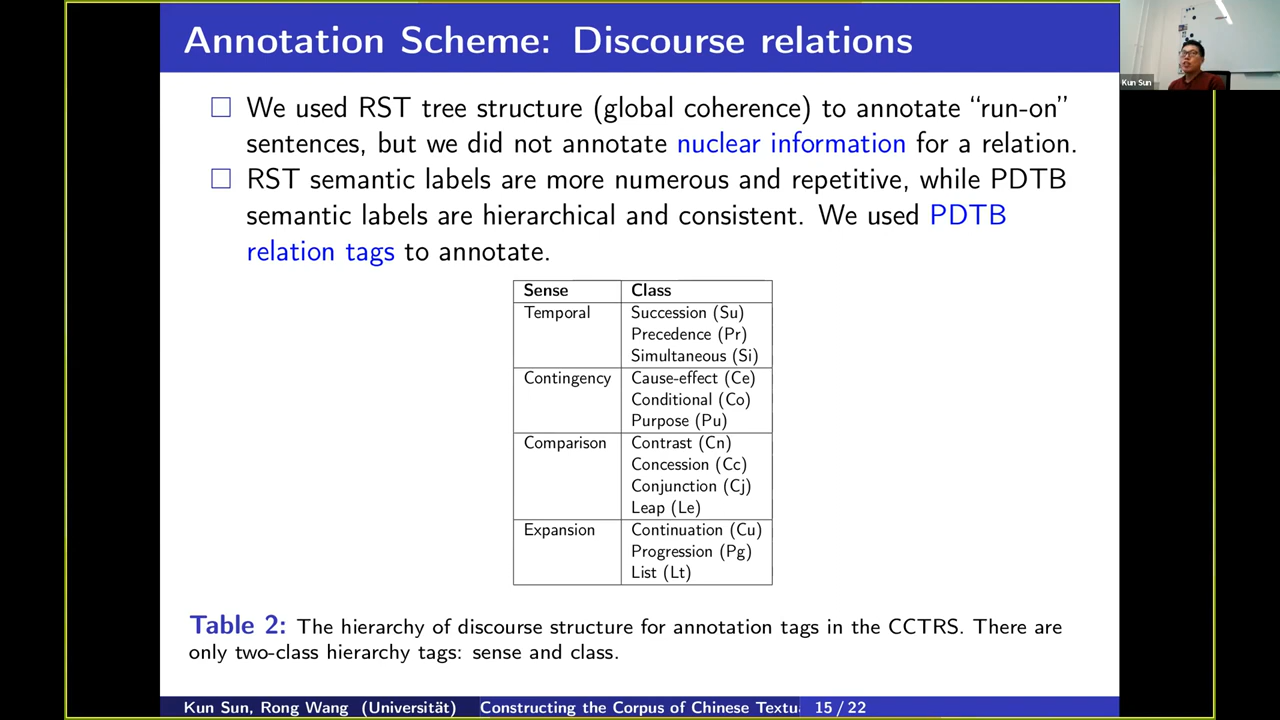 Annotation Scheme: Discourse relations
We used RST tree structure (global coherence) to annotate “run-on”
sentences, but we did not annotate nuclear information for a relation.
RST semantic labels are more numerous and repetitive, while PDTB
semantic labels are hierarchical and consistent. We used PDTB
relation tags to annotate.
Sense Class
Temporal Succession (Su)
Precedence (Pr)
Simultaneous (Si)
Contingency Cause-effect (Ce)
Conditional (Co)
Purpose (Pu)
Comparison Contrast (Cn)
Concession (Cc)
Conjunction (Cj)
Leap (Le)
Expansion Continuation (Cu)
Progression (Pg)
List (Lt)
Table 2: The hierarchy of discourse structure for annotation tags in the CCTRS. There are
only two-class hierarchy tags: sense and class.
Kun Sun, Rong Wang (Universität) Constructing the Corpus of Chinese Textu 15 / 22
Kun Sun